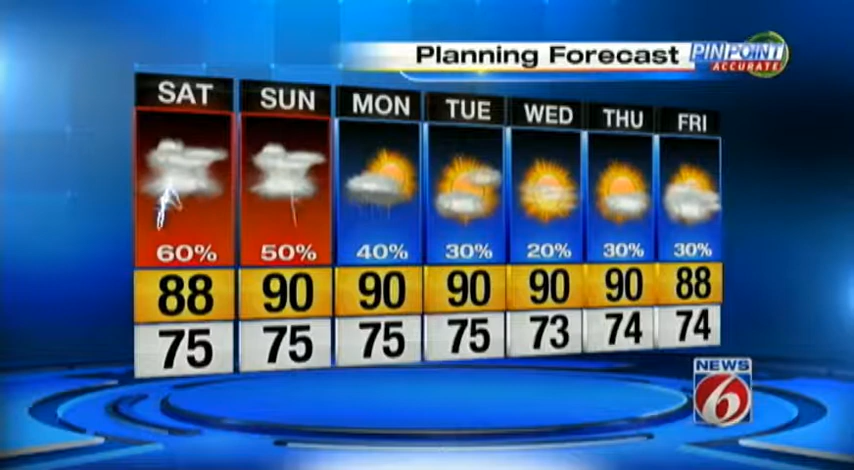 Planning Forecast PINPOINT
ACCURATE
SAT SUN MON TUE WED THU FRI
60% 50% 40% 30% 20% 30% 30%
88 90 90 90 90 90 88
75 75 75 75 73 74 74
NEWS
6